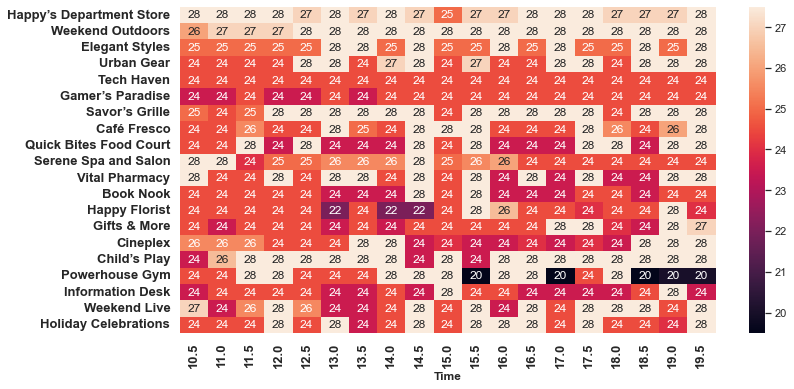 Happy's Department Store 28 28 28 28 27 28 27 28 27 25 27 27 28 28 27 28 27 27 28
Weekend Outdoors 26 27 27 27 28 28 28 28 28 28 28 28 28 28 28 28 28 28 28
Elegant Styles 25 25 25 25 25 28 28 25 28 25 25 28 25 28 25 25 28 25 28
Urban Gear 24 24 24 24 28 28 24 27 28 24 27 24 24 28 28 24 28 28 28
Tech Haven 24 24 24 24 24 24 24 24 24 24 24 24 24 24 24 24 24 24 24
Gamer's Paradise 24 24 24 24 24 24 24 24 24 24 24 24 24 24 24 24 24 24 24
Savor's Grille 25 24 25 28 28 28 28 28 28 24 28 28 28 28 28 24 28 28 28
Café Fresco 24 24 26 24 24 28 25 24 28 28 28 24 24 24 28 26 24 26 28
Quick Bites Food Court 24 24 28 24 28 24 24 24 28 24 28 24 24 24 28 28 24 28 28
Serene Spa and Salon 28 28 24 25 25 26 26 26 28 25 26 26 24 24 24 24 24 24 24
Vital Pharmacy 28 24 24 28 24 28 24 28 28 24 28 24 28 24 28 24 24 28 28
Book Nook 24 24 24 24 24 24 24 24 28 24 28 24 24 24 28 28 24 24 24
Happy Florist 24 24 24 24 24 22 24 22 22 24 28 26 24 24 24 24 24 28 24
Gifts & More 24 24 24 24 24 24 24 24 24 24 24 24 24 28 28 24 24 28 27
Cineplex 26 26 26 24 24 24 28 28 24 24 24 24 24 24 24 24 28 28 28
Child's Play 24 26 28 28 28 28 28 28 24 28 24 28 28 28 28 28 28 28 28
Powerhouse Gym 24 24 28 28 24 24 24 28 28 28 20 28 28 20 24 28 20 20 20
Information Desk 24 24 24 24 24 24 24 24 24 28 24 24 24 24 24 24 24 28 24
Weekend Live 27 24 26 28 26 24 24 28 24 28 24 24 28 24 28 28 28 24 28
Holiday Celebrations 24 24 24 28 24 28 24 24 28 24 28 28 28 24 28 24 24 24 28
10.5 11.0 11.5 12.0 12.5 13.0 13.5 14.0 14.5 15.0 15.5 16.0 16.5 17.0 17.5 18.0 18.5 19.0 19.5
Time
27
26
25
24
23
22
21
20